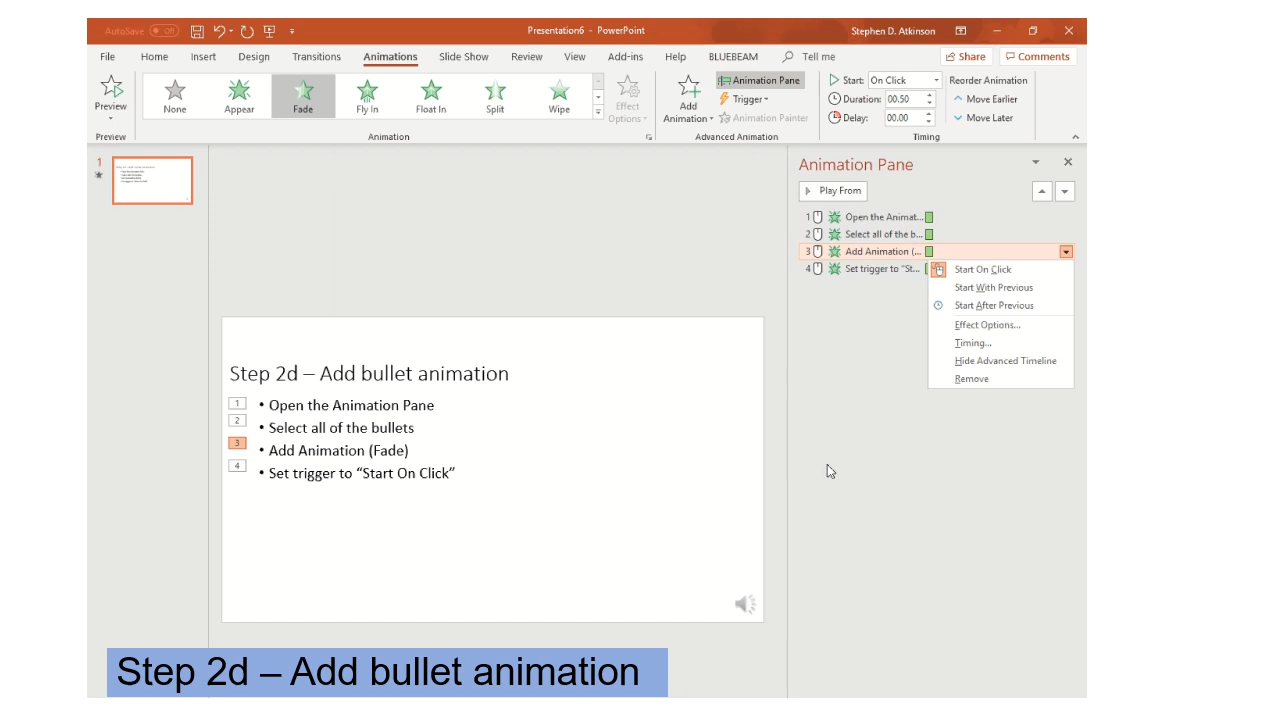 AutoSave Off Presentation6 - PowerPoint Stephen D. Atkinson
File Home Insert Design Transitions Animations Slide Show Review View Add-ins Help BLUEBEAM Tell me Share Comments
Preview
None Appear Fade Fly In Float In Split Wipe
Effect Options
Add Animation
Animation Pane
Trigger
Animation Painter
Start: On Click
Duration: 00.50
Delay: 00.00
Reorder Animation
Move Earlier
Move Later
Preview Animation Advanced Animation Timing
1
Animation Pane
Play From
1 Open the Animat...
2 Select all of the b...
3 Add Animation (...
4 Set trigger to “St...
Start On Click
Start With Previous
Start After Previous
Effect Options...
Timing...
Hide Advanced Timeline
Remove
Step 2d – Add bullet animation
1 • Open the Animation Pane
2 • Select all of the bullets
3 • Add Animation (Fade)
4 • Set trigger to “Start On Click”
Step 2d – Add bullet animation